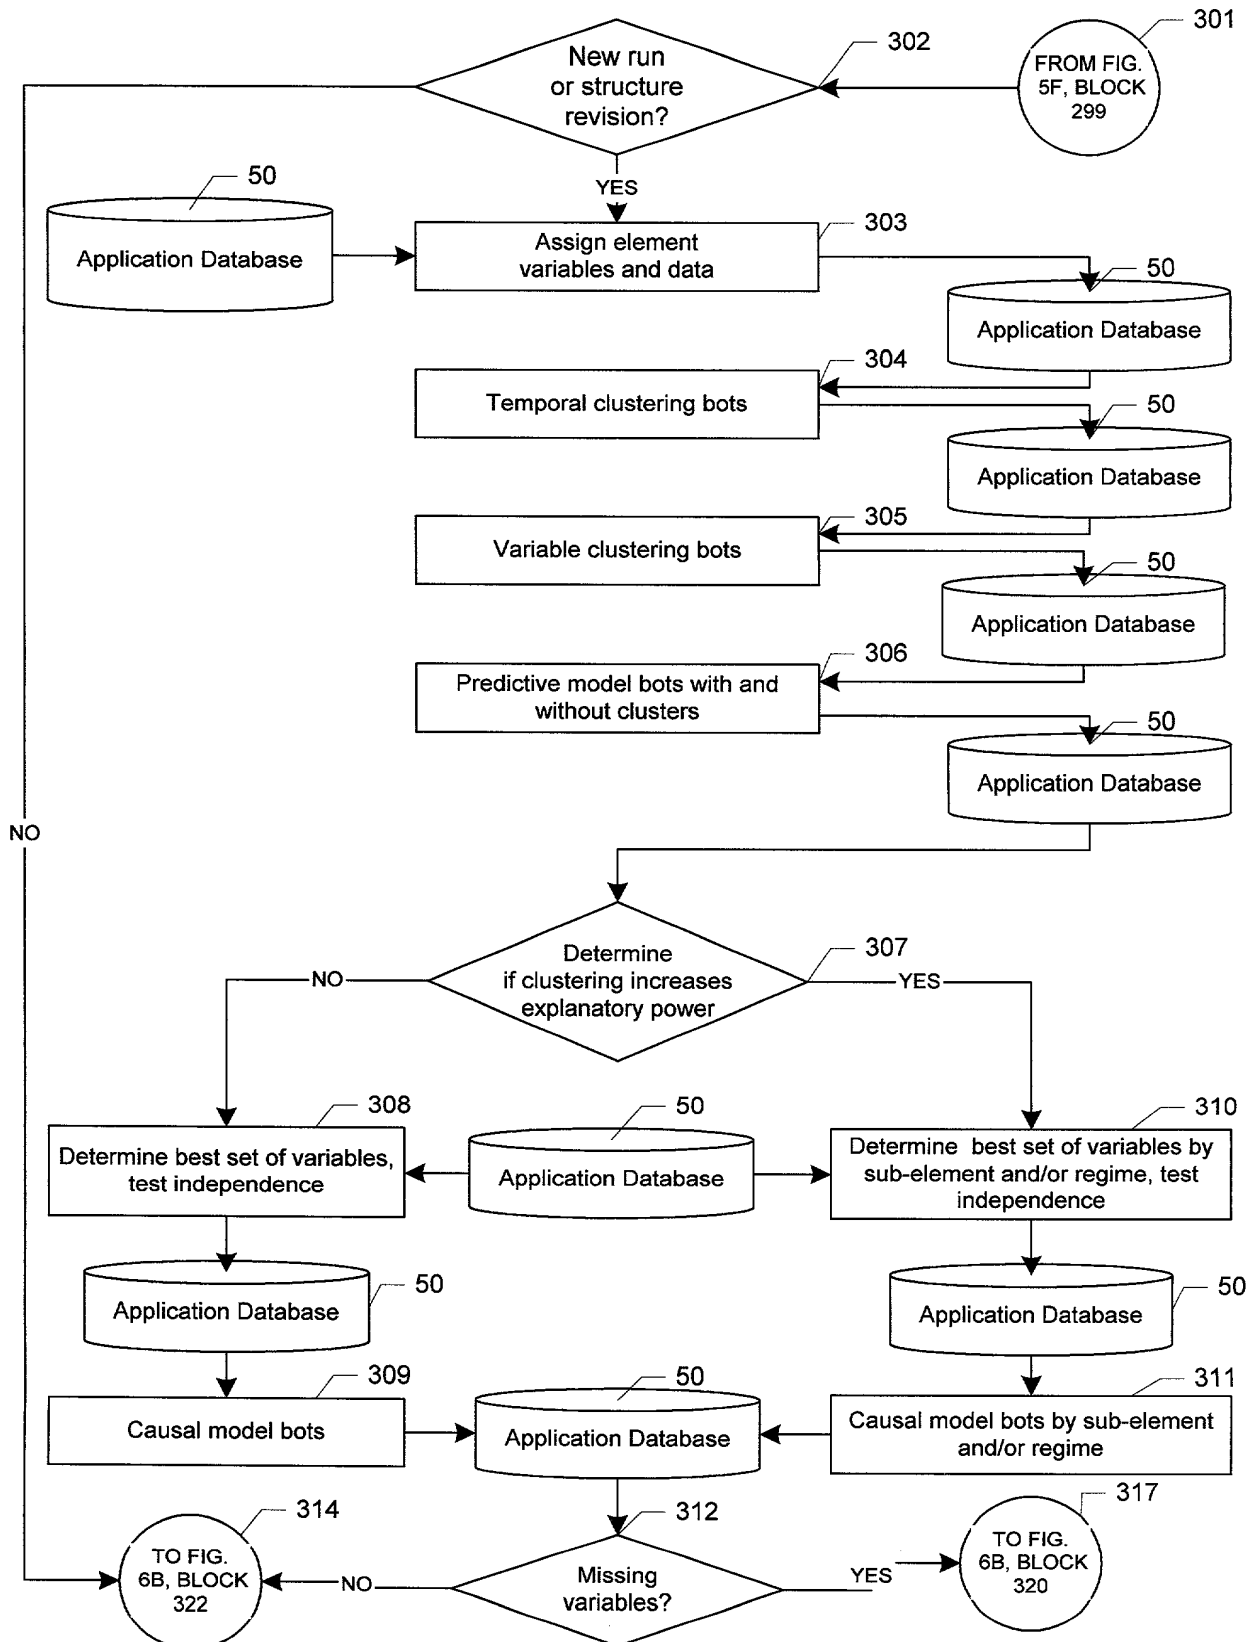 301
302
New run
or structure
revision?
FROM FIG.
5F, BLOCK
299
YES
50
Application Database
303
Assign element
variables and data
50
Application Database
304
Temporal clustering bots
50
Application Database
305
Variable clustering bots
50
Application Database
306
Predictive model bots with and
without clusters
50
Application Database
NO
307
Determine
if clustering increases
explanatory power
NO
YES
308
Determine best set of variables,
test independence
50
Application Database
310
Determine best set of variables by
sub-element and/or regime, test
independence
50
Application Database
50
Application Database
309
Causal model bots
50
Application Database
311
Causal model bots by sub-element
and/or regime
314
TO FIG.
6B, BLOCK
322
NO
312
Missing
variables?
YES
317
TO FIG.
6B, BLOCK
320